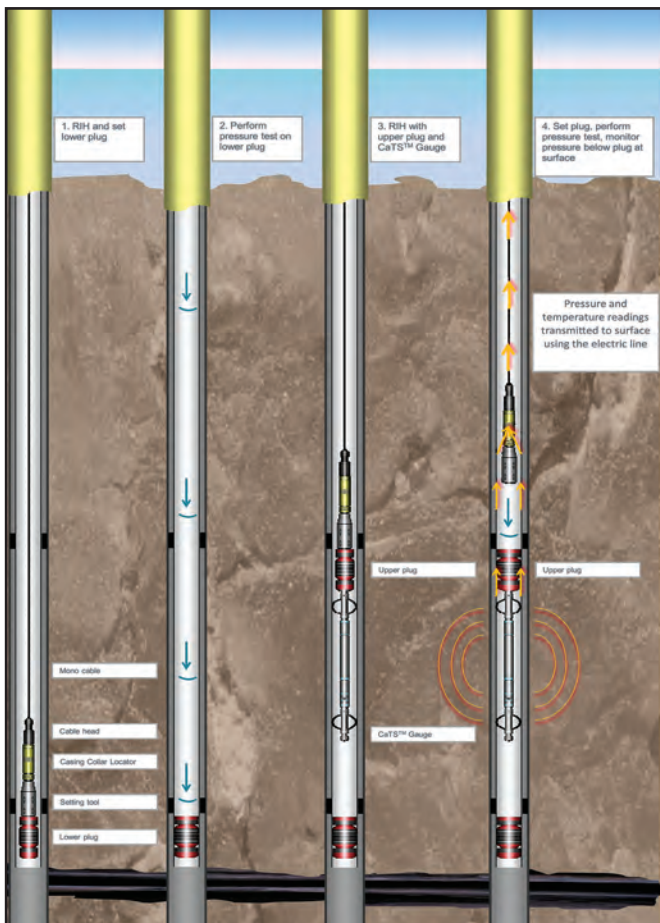 1. RIH and set
lower plug
2. Perform
pressure test on
lower plug
3. RIH with
upper plug and
CaTS™ Gauge
4. Set plug, perform
pressure test, monitor
pressure below plug at
surface
Pressure and
temperature readings
transmitted to surface
using the electric line
Upper plug
Upper plug
Mono cable
Cable head
CaTS™ Gauge
Casing Collar Locator
Setting tool
Lower plug